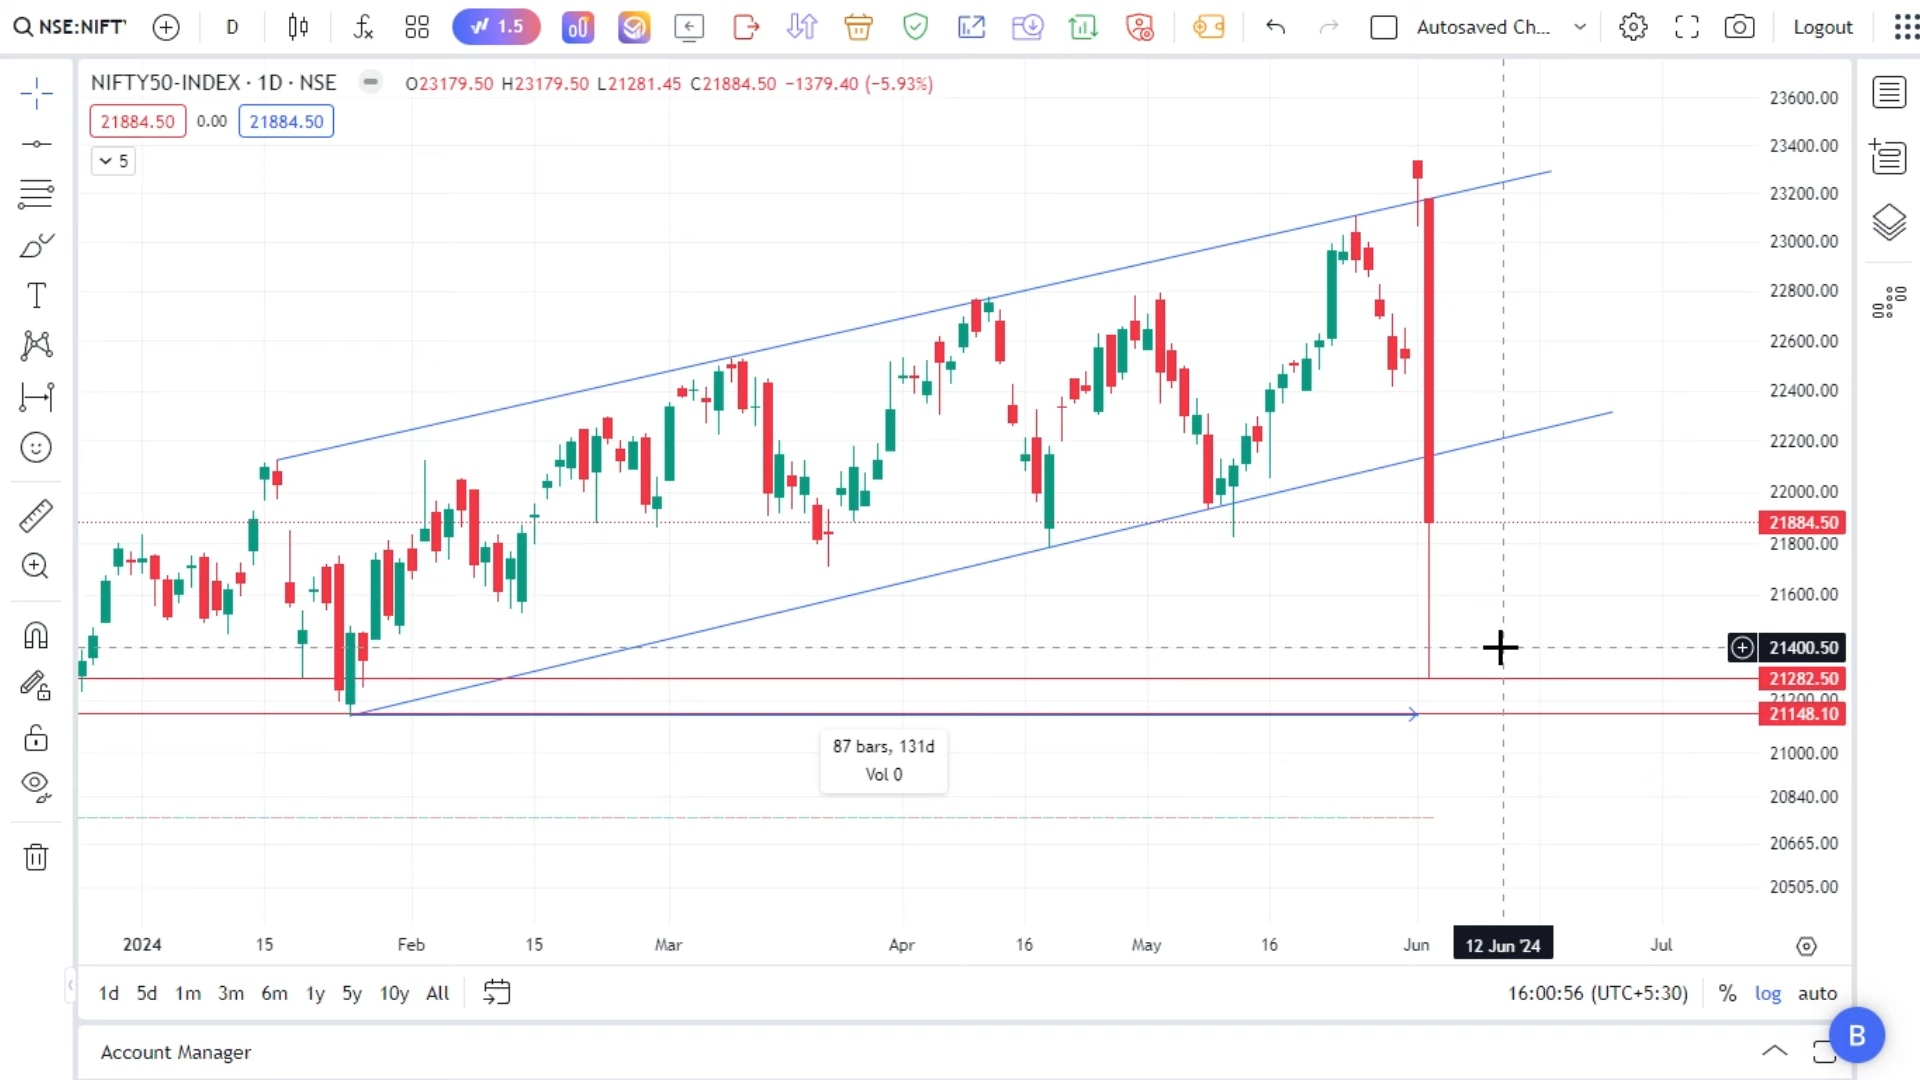 NSE:NIFTY
D
1.5
Autosaved Ch...
Logout
NIFTY50-INDEX · 1D · NSE
O23179.50 H23179.50 L21281.45 C21884.50 −1379.40 (−5.93%)
21884.50 0.00 21884.50
5
23600.00
23400.00
23200.00
23000.00
22800.00
22600.00
22400.00
22200.00
22000.00
21884.50
21800.00
21600.00
21400.50
21282.50
21200.00
21148.10
21000.00
20840.00
20665.00
20505.00
87 bars, 131d
Vol 0
2024 15 Feb 15 Mar Apr 16 May 16 Jun 12 Jun '24 Jul
1d 5d 1m 3m 6m 1y 5y 10y All
16:00:56 (UTC+5:30) % log auto
Account Manager
B